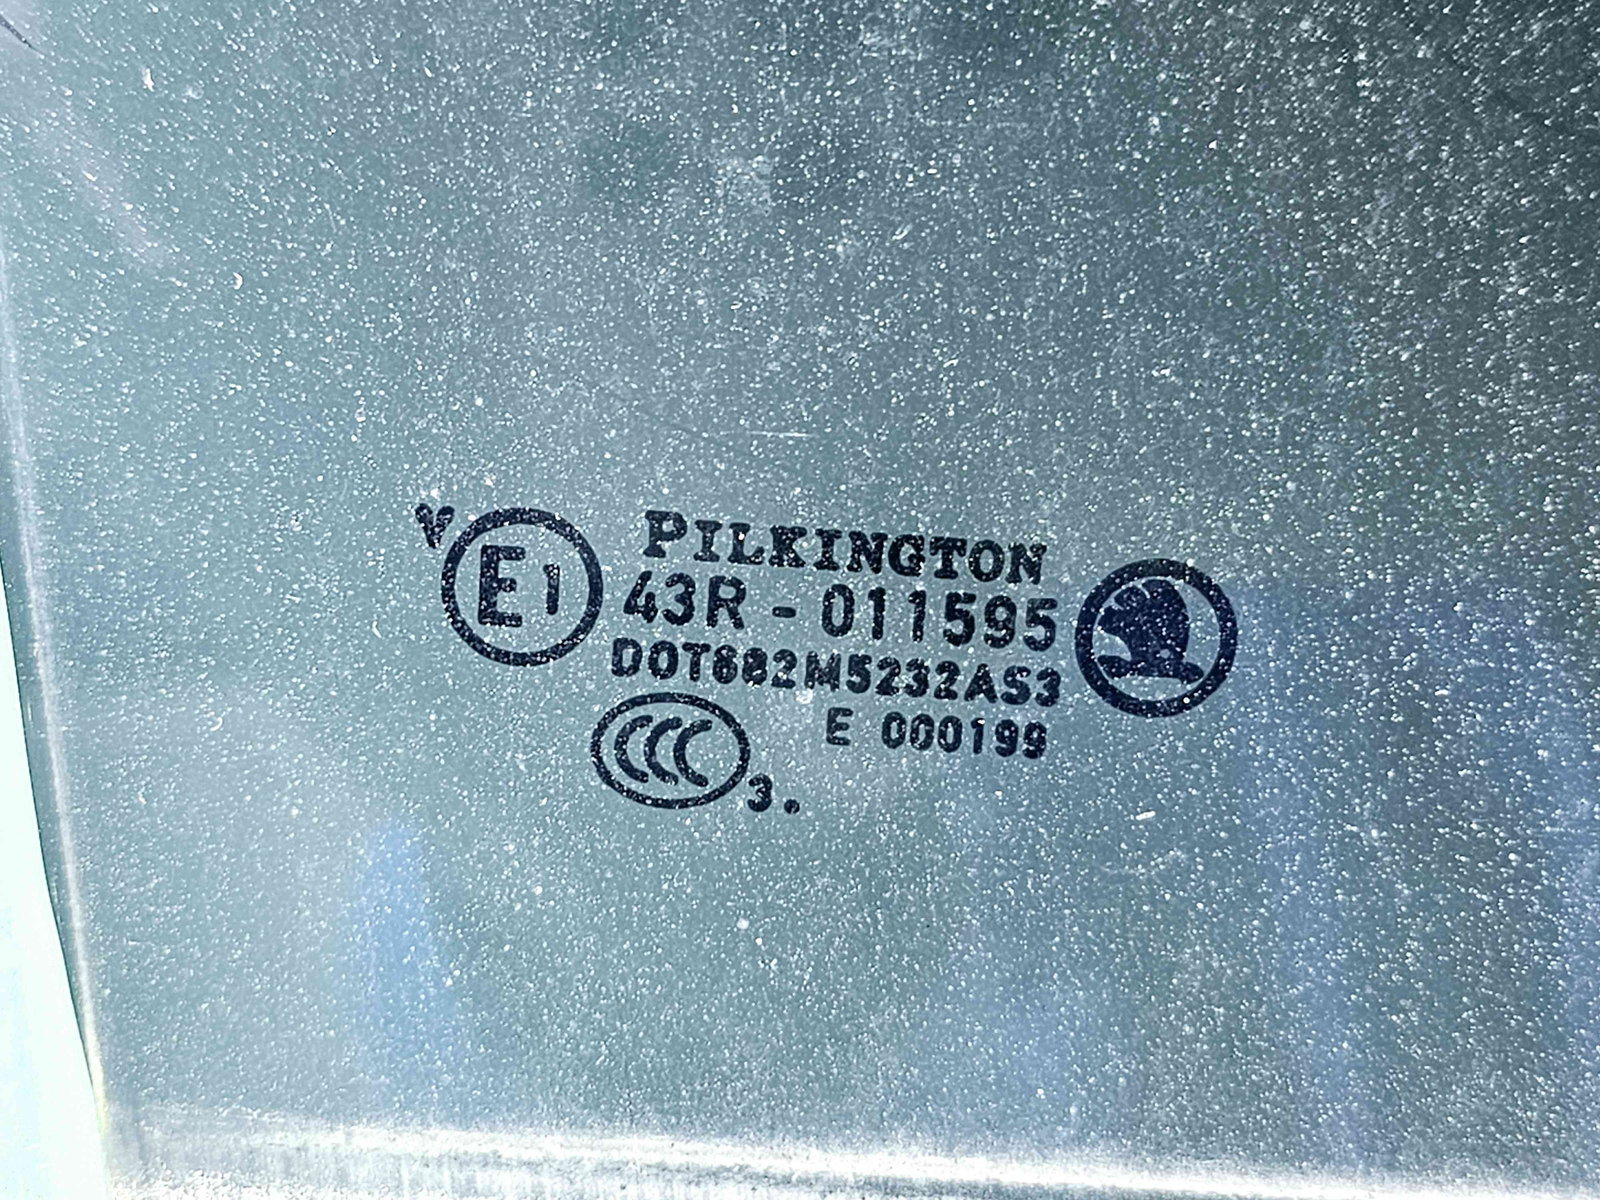 PILKINGTON
E1
43R - 011595
DOT682M5232AS3
E 000199
CCC
3.